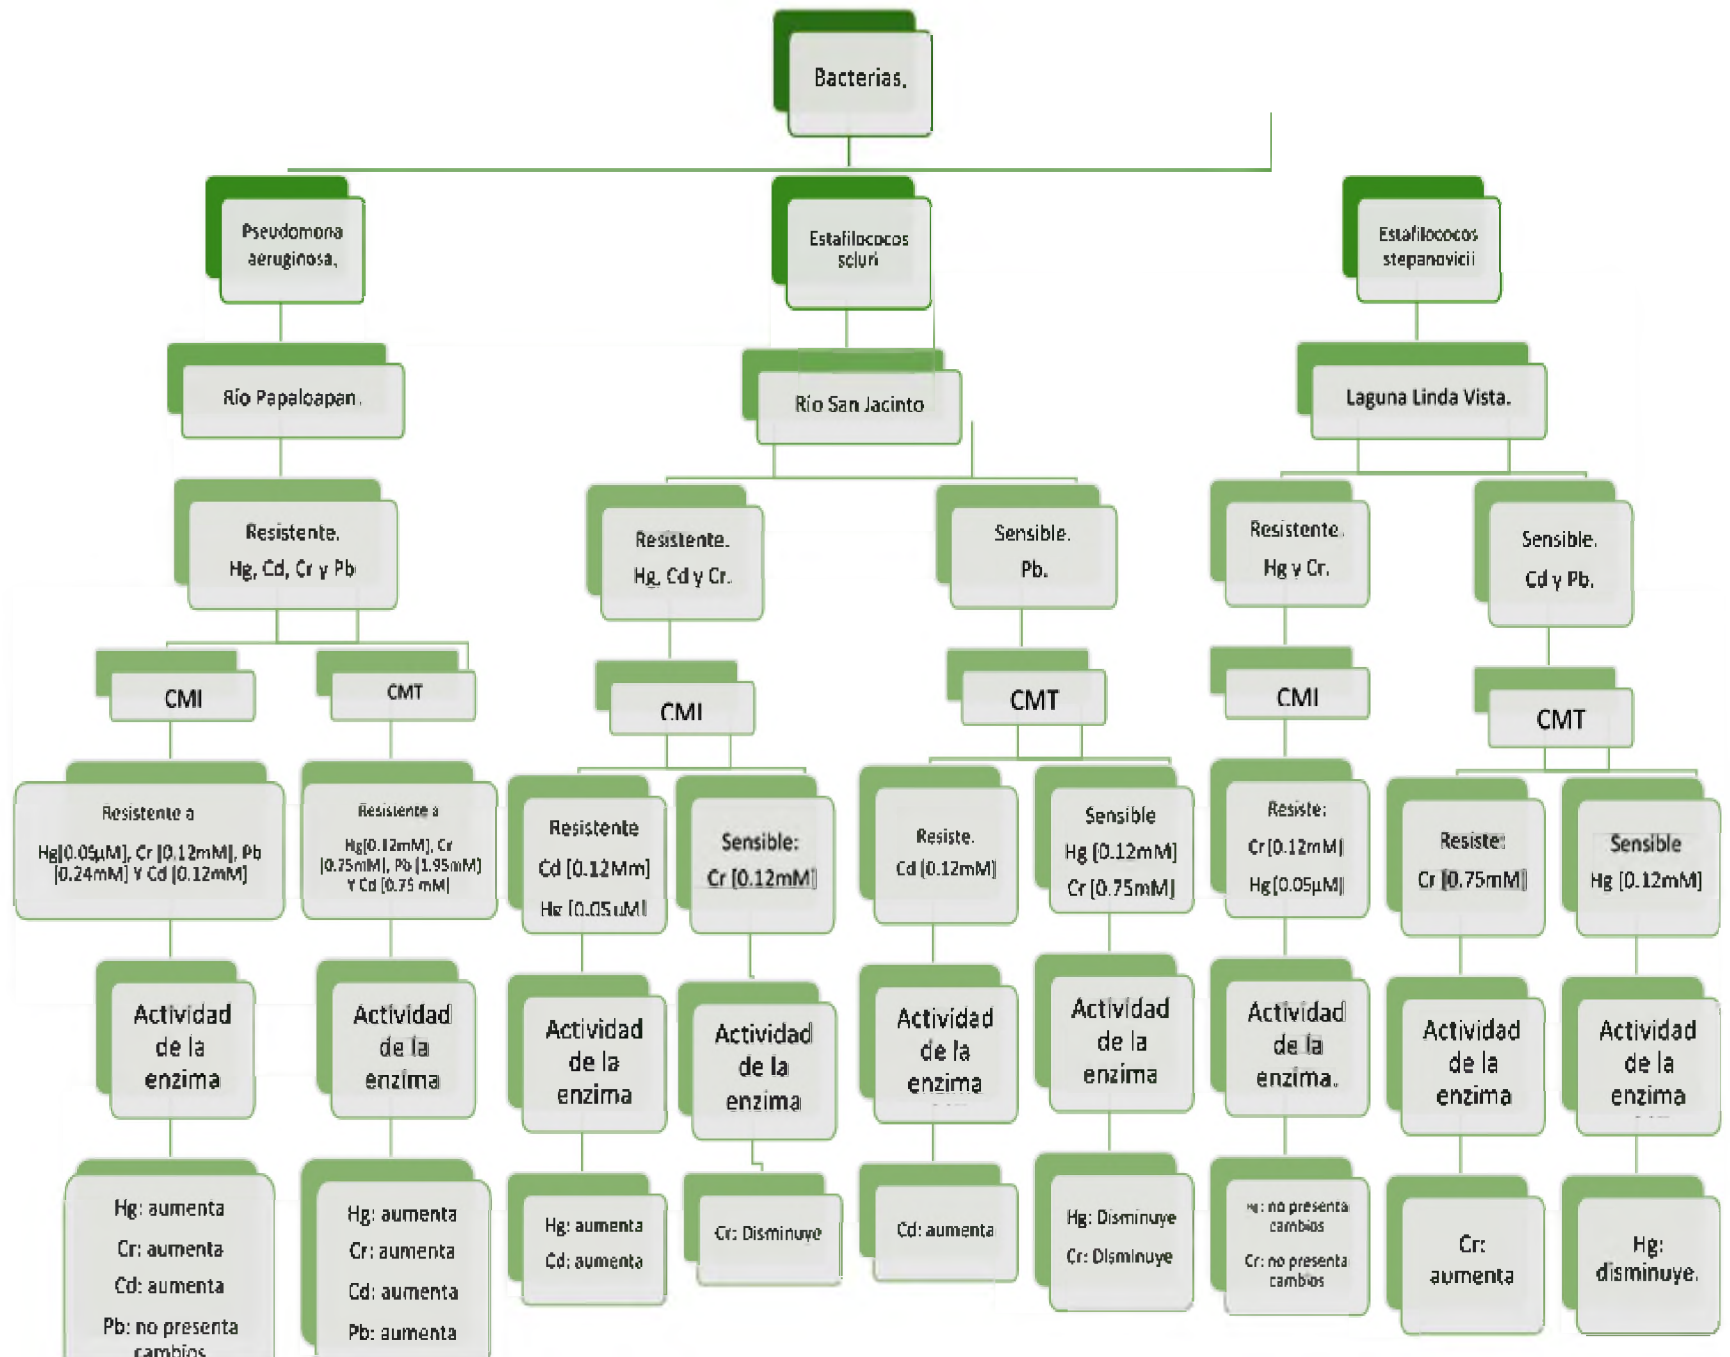 Bacterias.
Pseudomona
aeruginosa.
Estafilococos
sciuri
Estafilococos
stepanovicii
Río Papaloapan.
Río San Jacinto
Laguna Linda Vista.
Resistente.
Hg, Cd, Cr y Pb
Resistente.
Hg, Cd y Cr.
Sensible.
Pb.
Resistente.
Hg y Cr.
Sensible.
Cd y Pb.
CMI
CMT
CMI
CMT
CMI
CMT
Resistente a
Hg[0.05µM], Cr [0.12mM], Pb
[0.24mM] Y Cd [0.12mM]
Resistente a
Hg[0.12mM], Cr
[0.75mM], Pb [1.95mM)
Y Cd [0.75 mM]
Resistente
Cd [0.12Mm]
Hg [0.05µM]
Sensible:
Cr [0.12mM]
Resiste.
Cd [0.12mM]
Sensible
Hg [0.12mM]
Cr [0.75mM]
Resiste:
Cr [0.12mM]
Hg [0.05µM]
Resiste:
Cr [0.75mM]
Sensible
Hg [0.12mM]
Actividad
de la
enzima
Actividad
de la
enzima
Actividad
de la
enzima
Actividad
de la
enzima
Actividad
de la
enzima
Actividad
de la
enzima
Actividad
de la
enzima.
Actividad
de la
enzima
Actividad
de la
enzima
Hg: aumenta
Cr: aumenta
Cd: aumenta
Pb: no presenta
cambios
Hg: aumenta
Cr: aumenta
Cd: aumenta
Pb: aumenta
Hg: aumenta
Cd: aumenta
Cr: Disminuye
Cd: aumenta
Hg: Disminuye
Cr: Disminuye
Hg: no presenta
cambios
Cr: no presenta
cambios
Cr:
aumenta
Hg:
disminuye.